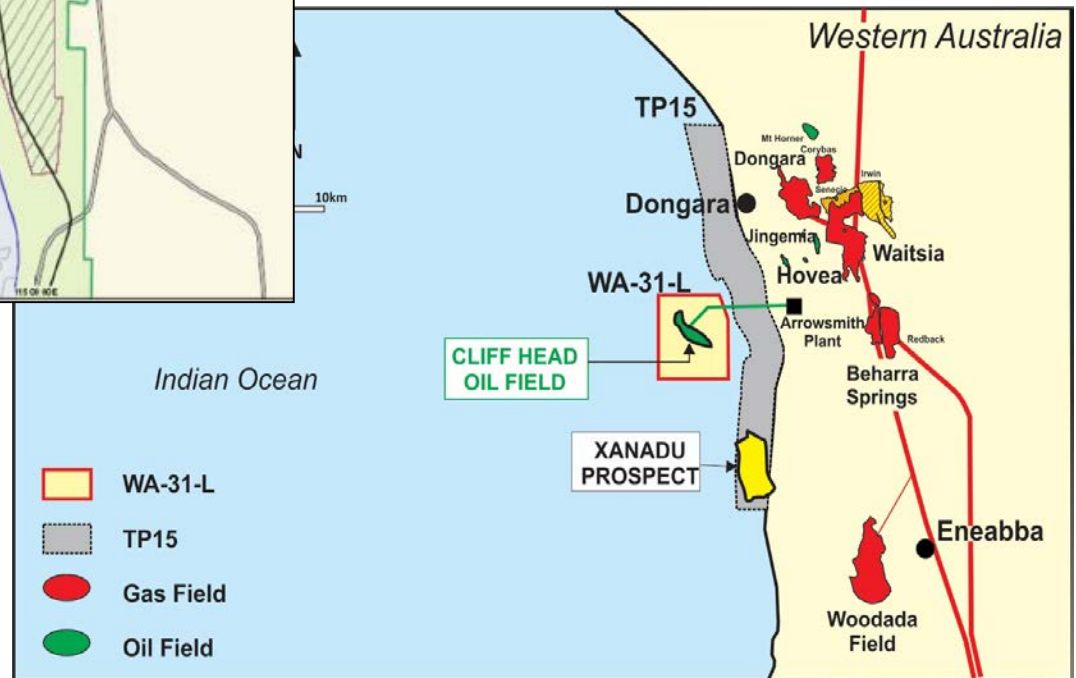 Western Australia
TP15
Mt Horner
Corybas
Dongara
Irwin
Senecio
Dongara
N
10km
Jingemia
Waitsia
Hovea
WA-31-L
Arrowsmith
Plant
Redback
CLIFF HEAD
OIL FIELD
Beharra
Springs
Indian Ocean
XANADU
PROSPECT
WA-31-L
TP15
Eneabba
Gas Field
Woodada
Field
Oil Field